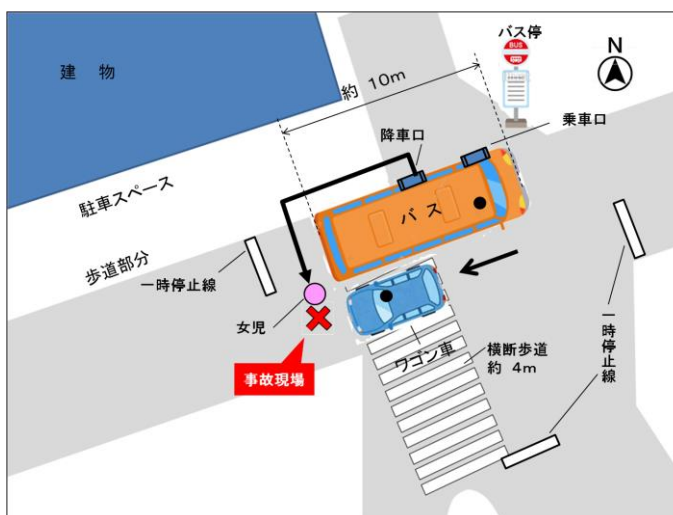 バス停
BUS
N
建 物
約 10m
乗車口
降車口
駐車スペース
バ ス
歩道部分
一時停止線
女児
ワゴン車
横断歩道
約 4m
一時停止線
事故現場